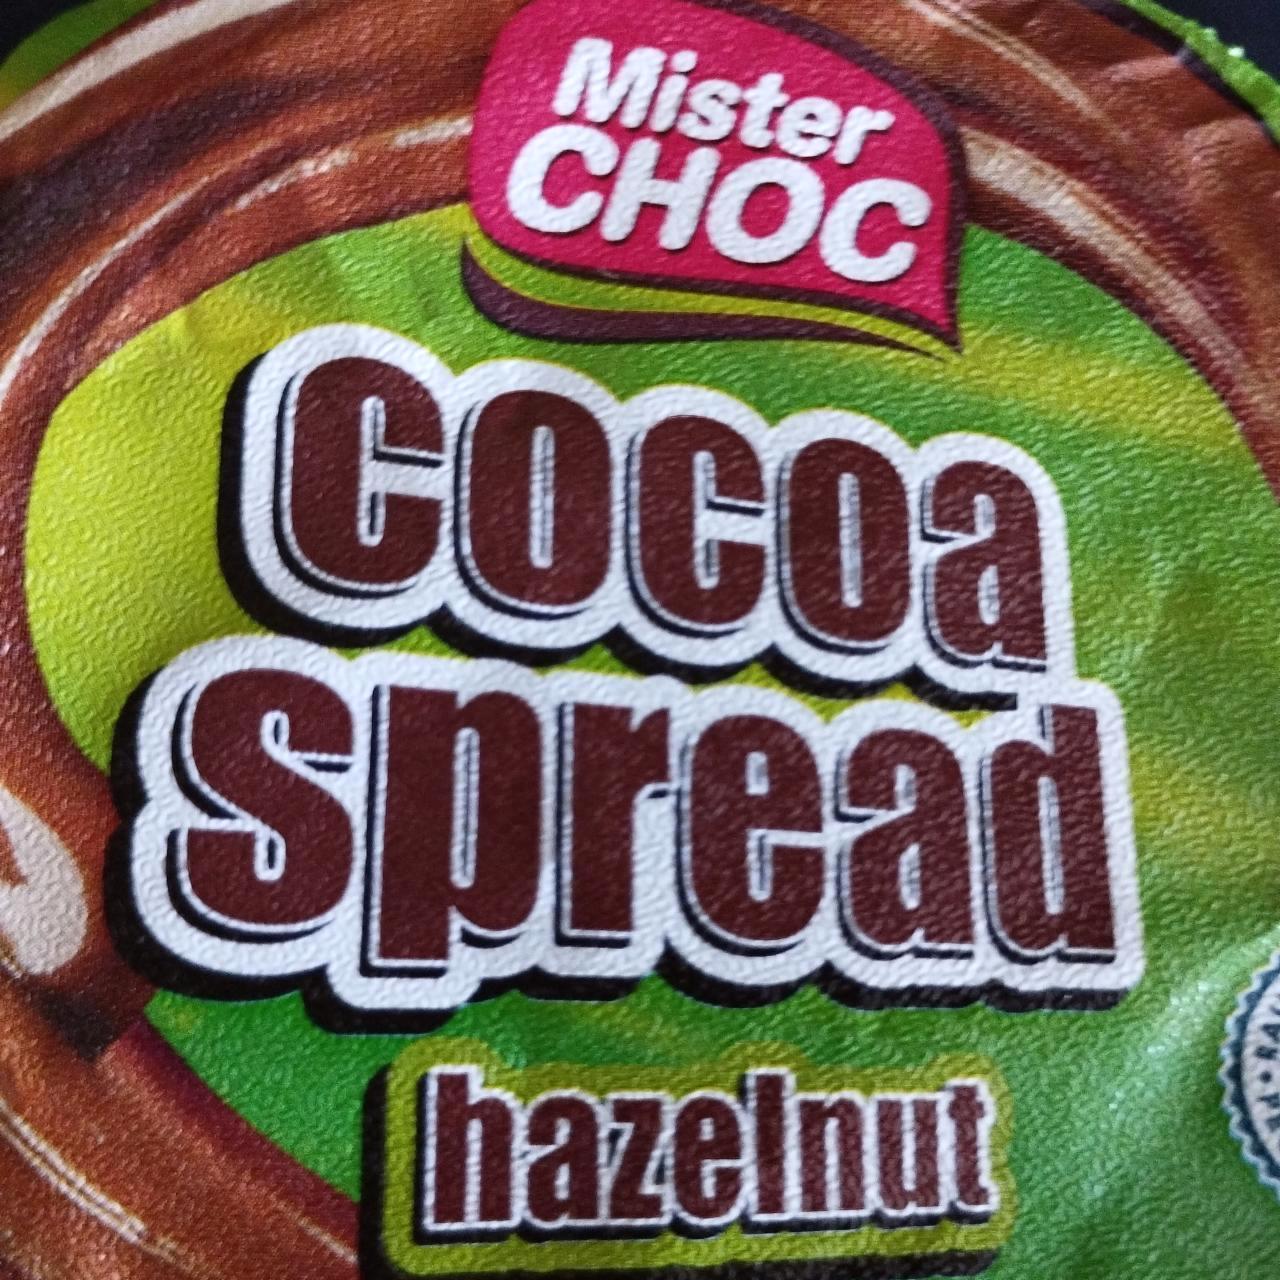 Mister
CHOC
cocoa
spread
hazelnut